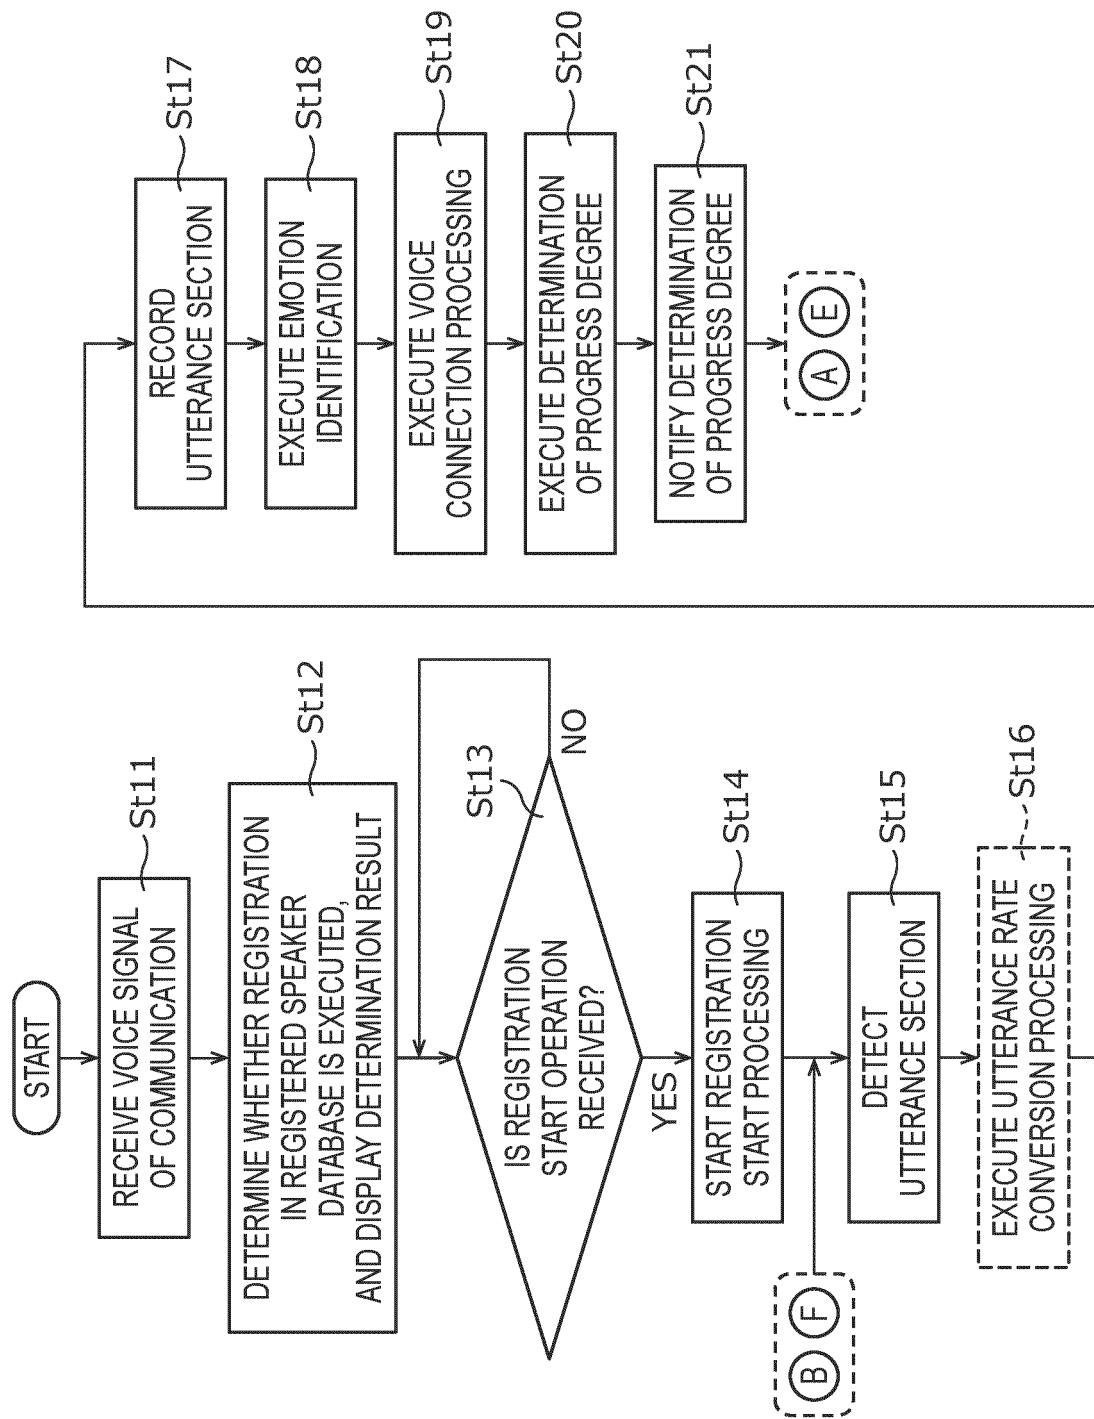 START
RECEIVE VOICE SIGNAL
OF COMMUNICATION
St11
DETERMINE WHETHER REGISTRATION
IN REGISTERED SPEAKER
DATABASE IS EXECUTED,
AND DISPLAY DETERMINATION RESULT
St12
IS REGISTRATION
START OPERATION
RECEIVED?
St13
NO
YES
START REGISTRATION
START PROCESSING
St14
B F
DETECT
UTTERANCE SECTION
St15
EXECUTE UTTERANCE RATE
CONVERSION PROCESSING
St16
RECORD
UTTERANCE SECTION
St17
EXECUTE EMOTION
IDENTIFICATION
St18
EXECUTE VOICE
CONNECTION PROCESSING
St19
EXECUTE DETERMINATION
OF PROGRESS DEGREE
St20
NOTIFY DETERMINATION
OF PROGRESS DEGREE
St21
A E